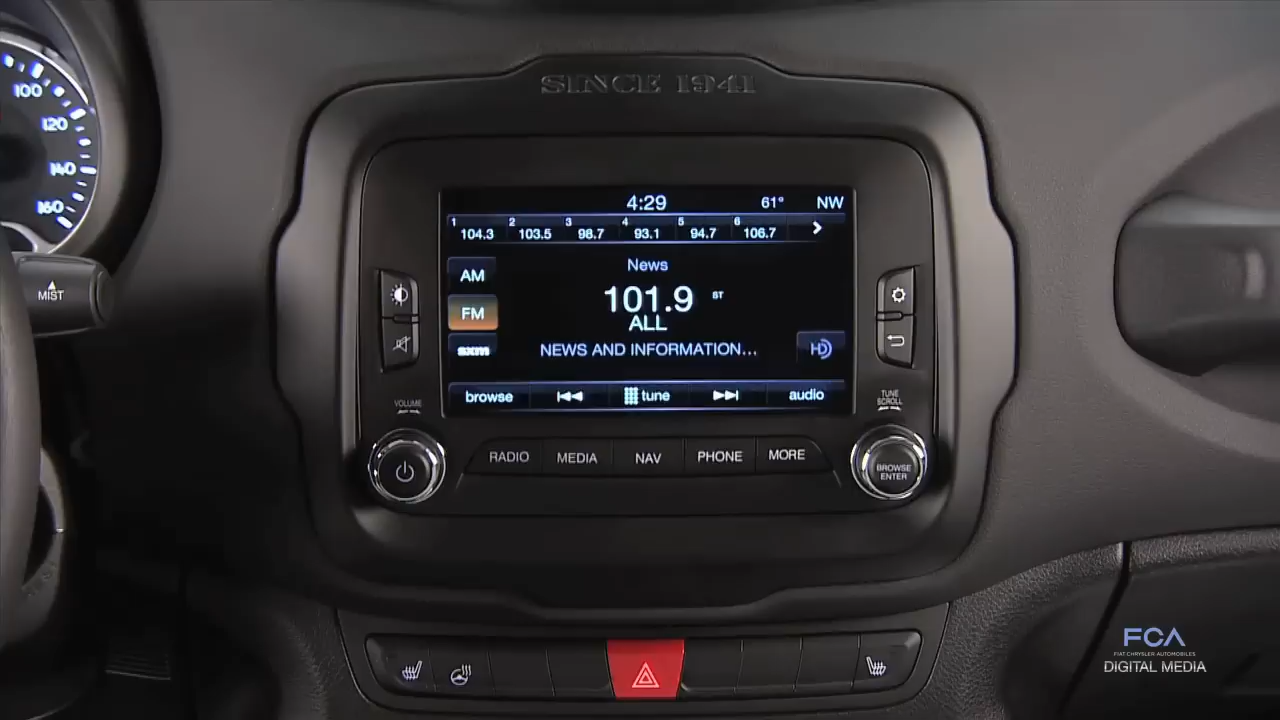 SINCE 1941
100
120
140
160
MIST
4:29 61° NW
1 104.3 2 103.5 3 98.7 4 93.1 5 94.7 6 106.7
AM
FM
sxm
News
101.9 ST
ALL
NEWS AND INFORMATION...
HD
browse tune audio
VOLUME
TUNE
SCROLL
RADIO MEDIA NAV PHONE MORE
BROWSE
ENTER
FCA
FIAT CHRYSLER AUTOMOBILES
DIGITAL MEDIA